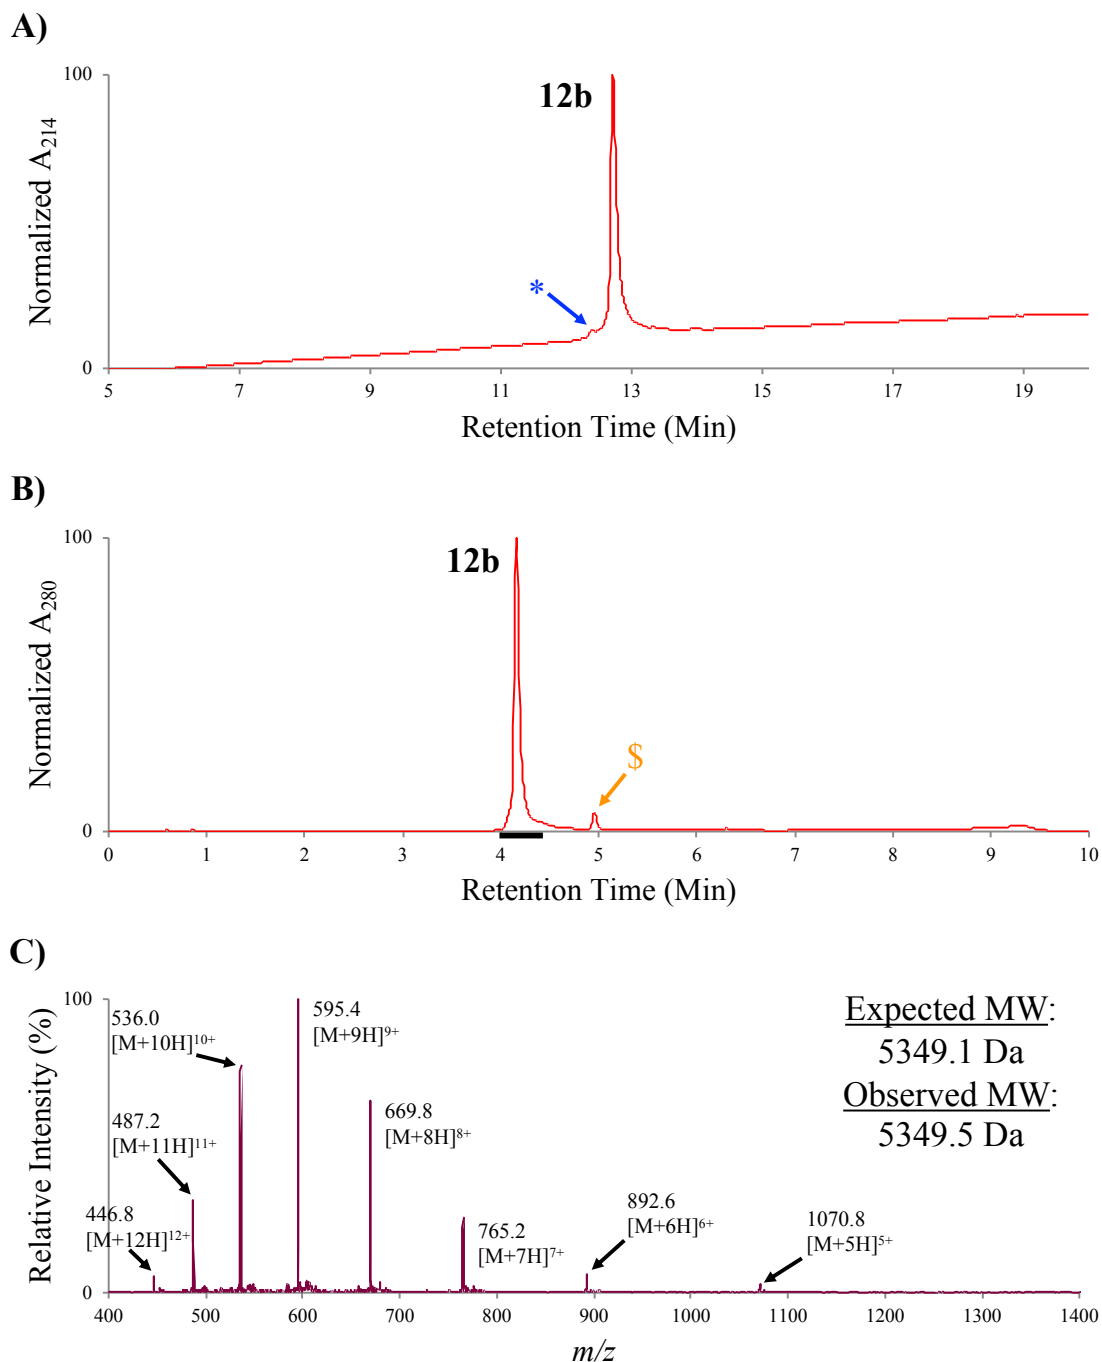 A)
100
12b
*
Normalized A₂₁₄
0
5 7 9 11 13 15 17 19
Retention Time (Min)
B)
100
12b
$
Normalized A₂₈₀
0
0 1 2 3 4 5 6 7 8 9 10
Retention Time (Min)
C)
100
Relative Intensity (%)
0
536.0
[M+10H]¹⁰⁺
595.4
[M+9H]⁹⁺
487.2
[M+11H]¹¹⁺
669.8
[M+8H]⁸⁺
446.8
[M+12H]¹²⁺
765.2
[M+7H]⁷⁺
892.6
[M+6H]⁶⁺
1070.8
[M+5H]⁵⁺
Expected MW:
5349.1 Da
Observed MW:
5349.5 Da
400 500 600 700 800 900 1000 1100 1200 1300 1400
m/z